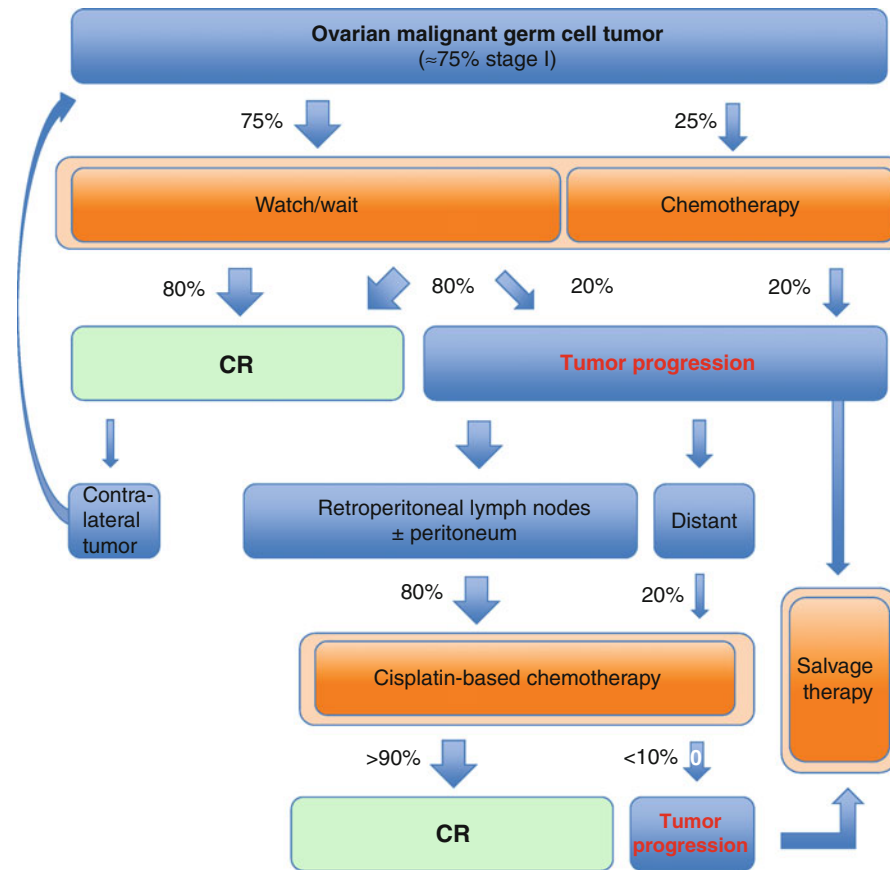 Ovarian malignant germ cell tumor
(≈75% stage I)
75%
25%
Watch/wait
Chemotherapy
80%
80%
20%
20%
CR
Tumor progression
Contra-
lateral
tumor
Retroperitoneal lymph nodes
± peritoneum
Distant
80%
20%
Cisplatin-based chemotherapy
Salvage
therapy
>90%
<10%
0
CR
Tumor
progression